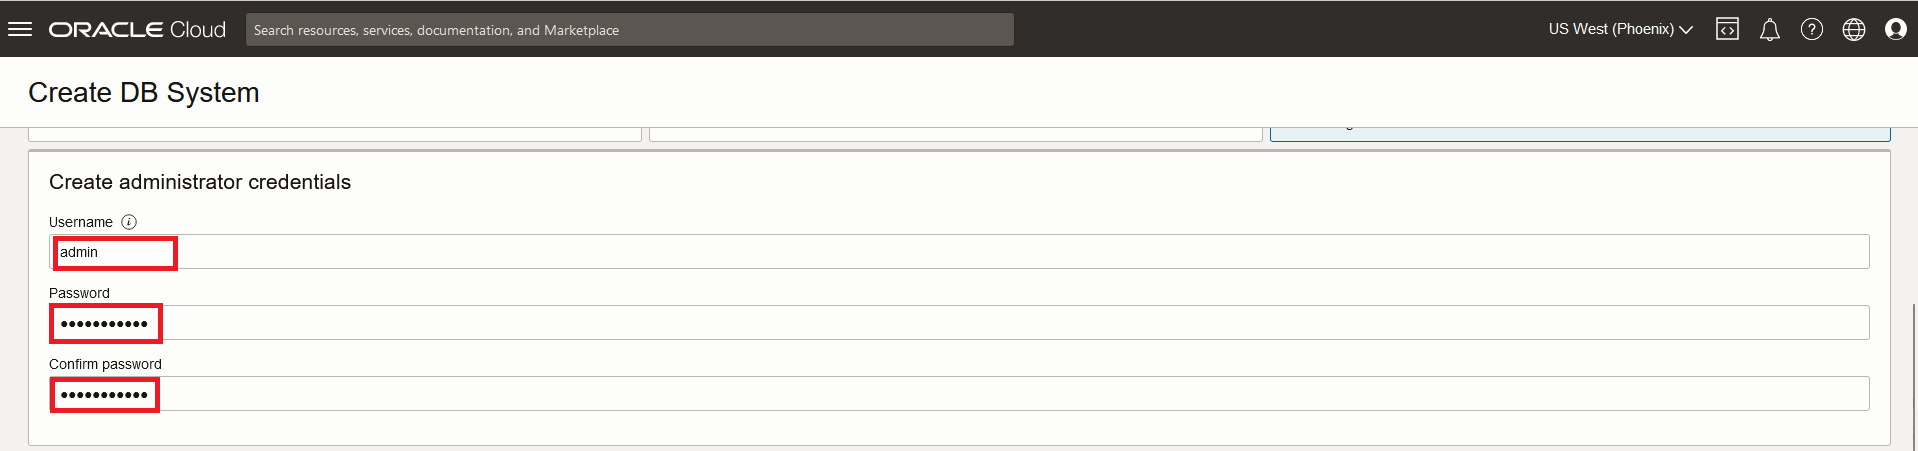 ORACLE Cloud
Search resources, services, documentation, and Marketplace
US West (Phoenix)
Create DB System
Create administrator credentials
Username
admin
Password
•••••••••••
Confirm password
•••••••••••